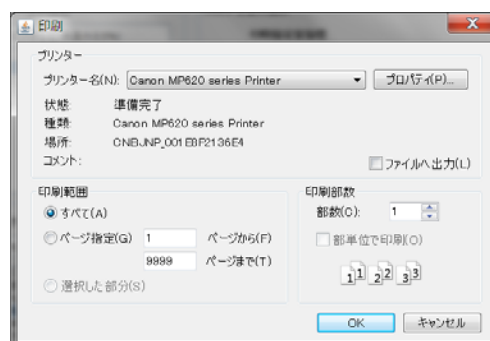 印刷
プリンター
プリンター名(N): Canon MP620 series Printer プロパティ(P)...
状態: 準備完了
種類: Canon MP620 series Printer
場所: CNBJNP_001E8F2136E4
コメント: ファイルへ出力(L)
印刷範囲 印刷部数
すべて(A) 部数(C): 1
ページ指定(G) 1 ページから(F) 部単位で印刷(O)
9999 ページまで(T) 1 1 2 2 3 3
選択した部分(S)
OK キャンセル